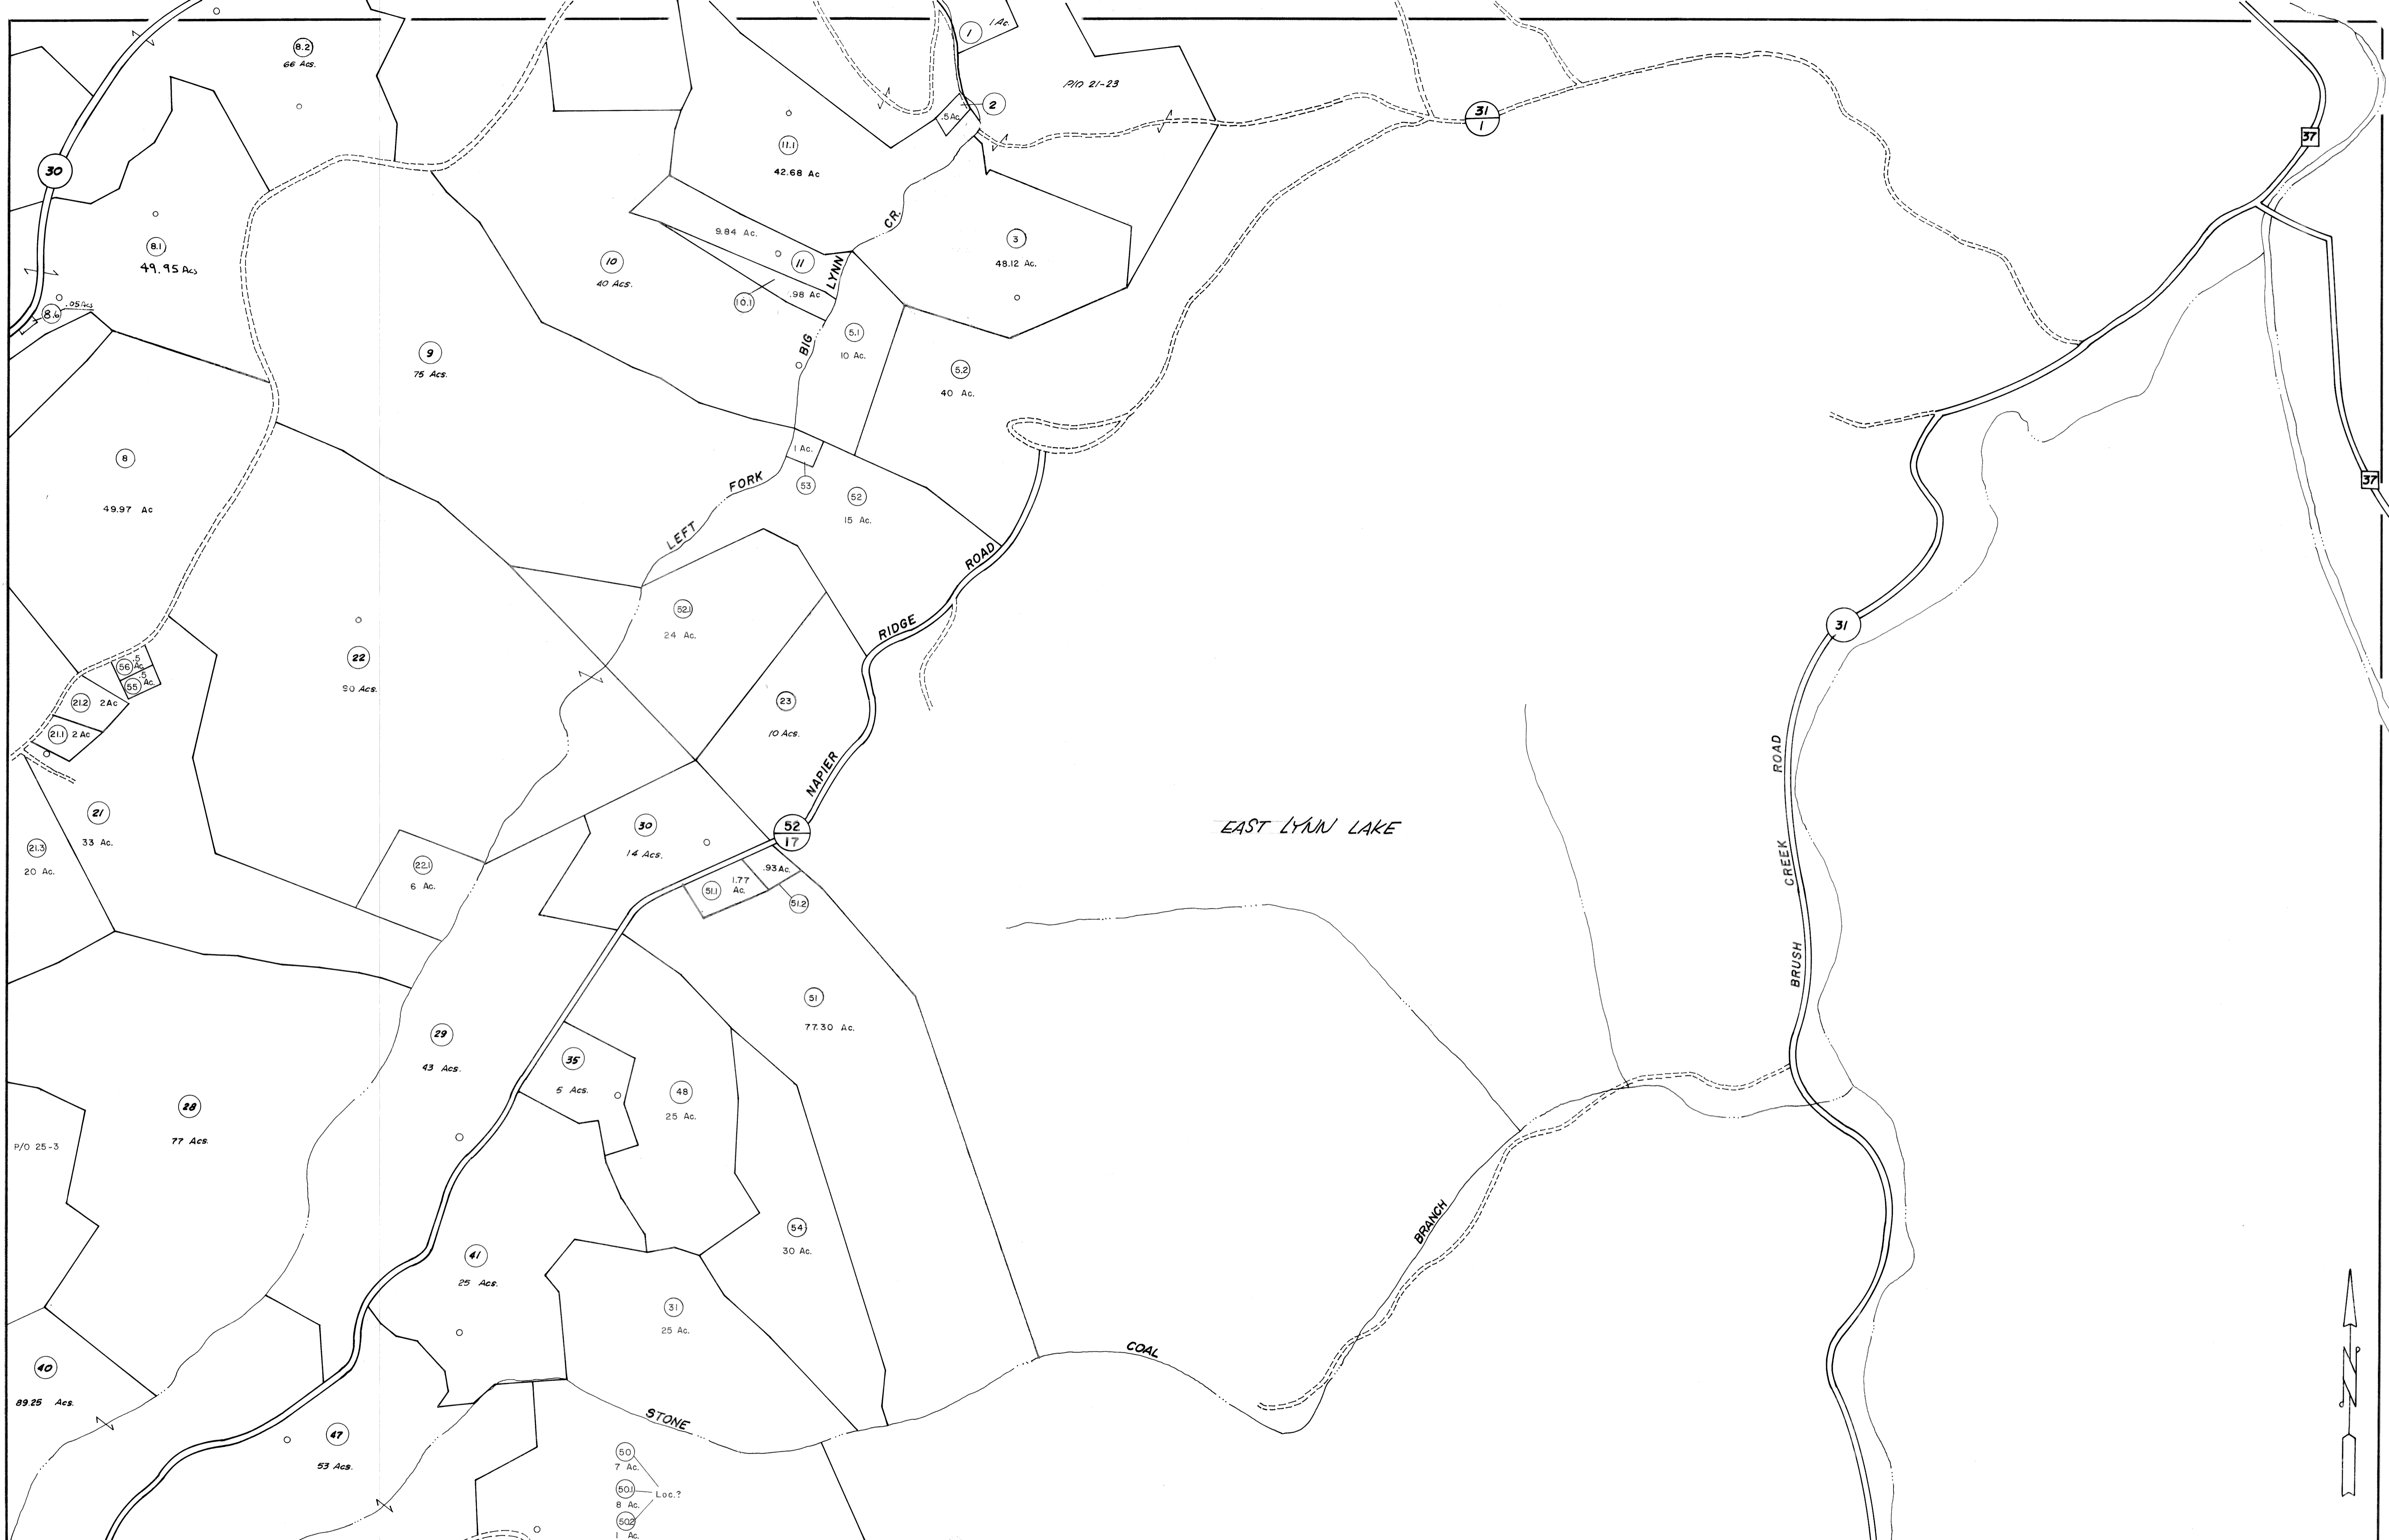 1
1 Ac.
8.2
66 Acs.
P/O 21-23
2
.5 Ac.
31
1
37
30
11.1
42.68 Ac
CR.
LYNN
BIG
FORK
LEFT
8.1
49.95 Acs
9.84 Ac.
11
3
48.12 Ac.
10
40 Acs.
.98 Ac
10.1
.05 Acs
8.6
5.1
10 Ac.
9
75 Acs.
5.2
40 Ac.
8
49.97 Ac
1 Ac.
53
52
15 Ac.
37
NAPIER
RIDGE
ROAD
52.1
24 Ac.
31
22
Acs.
56
.5
Ac.
55
.5
Ac.
21.2
2 Ac
21.1
2 Ac
23
10 Acs.
BRUSH
CREEK
ROAD
EAST LYNN LAKE
21
33 Ac.
30
14 Acs.
52
17
21.3
20 Ac.
22.1
6 Ac.
51.1
1.77
Ac.
.93 Ac.
51.2
51
77.30 Ac.
29
43 Acs.
35
5 Acs.
48
25 Ac.
28
77 Acs.
P/O 25-3
54
30 Ac.
41
25 Acs.
31
25 Ac.
BRANCH
COAL
STONE
N
40
89.25 Acs.
47
53 Acs.
50
7 Ac.
50.1
Loc.?
8 Ac.
50.2
1 Ac.